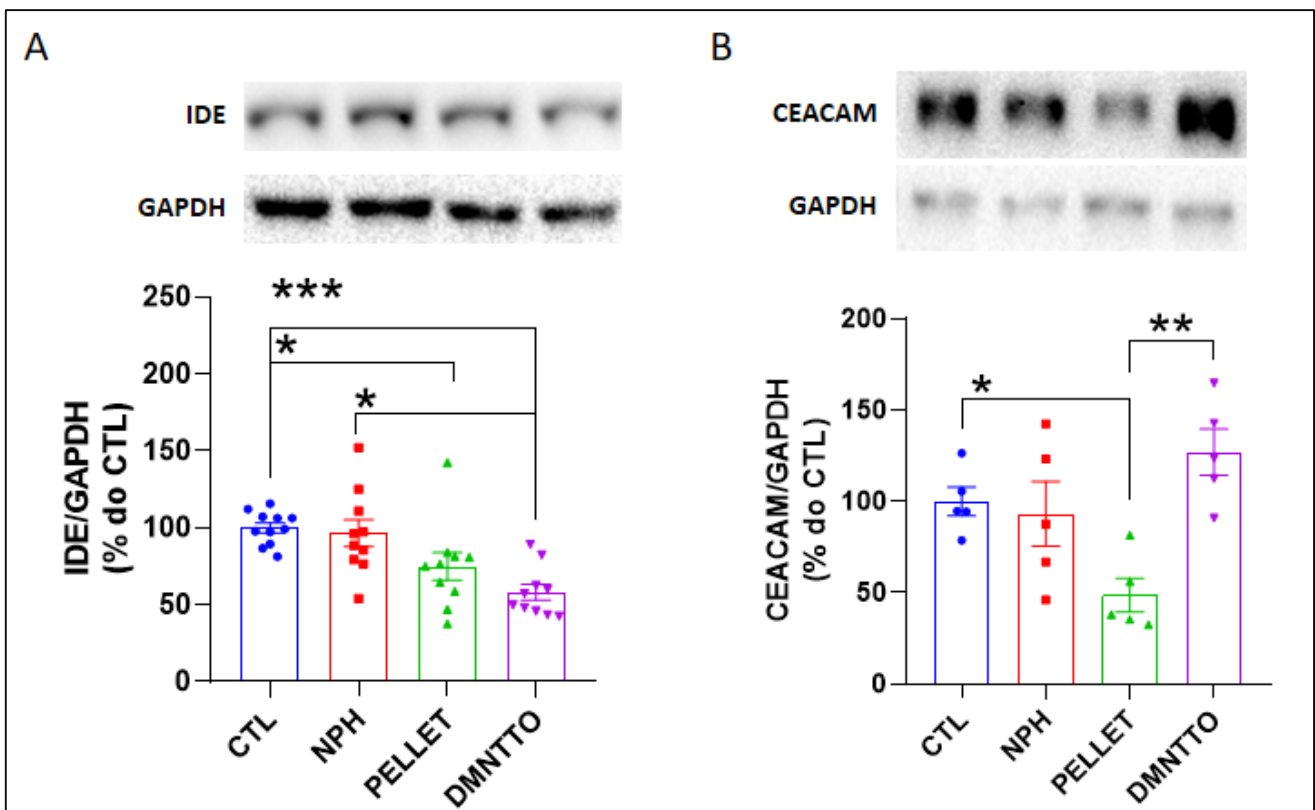 A
IDE
GAPDH
IDE/GAPDH
(% do CTL)
250
200
150
100
50
0
***
*
*
CTL
NPH
PELLET
DMNTTO
B
CEACAM
GAPDH
CEACAM/GAPDH
(% do CTL)
200
150
100
50
0
**
*
CTL
NPH
PELLET
DMNTTO